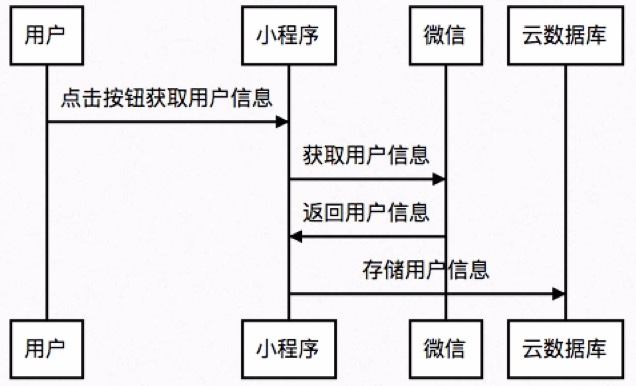 用户 小程序 微信 云数据库
点击按钮获取用户信息
获取用户信息
返回用户信息
存储用户信息
用户 小程序 微信 云数据库